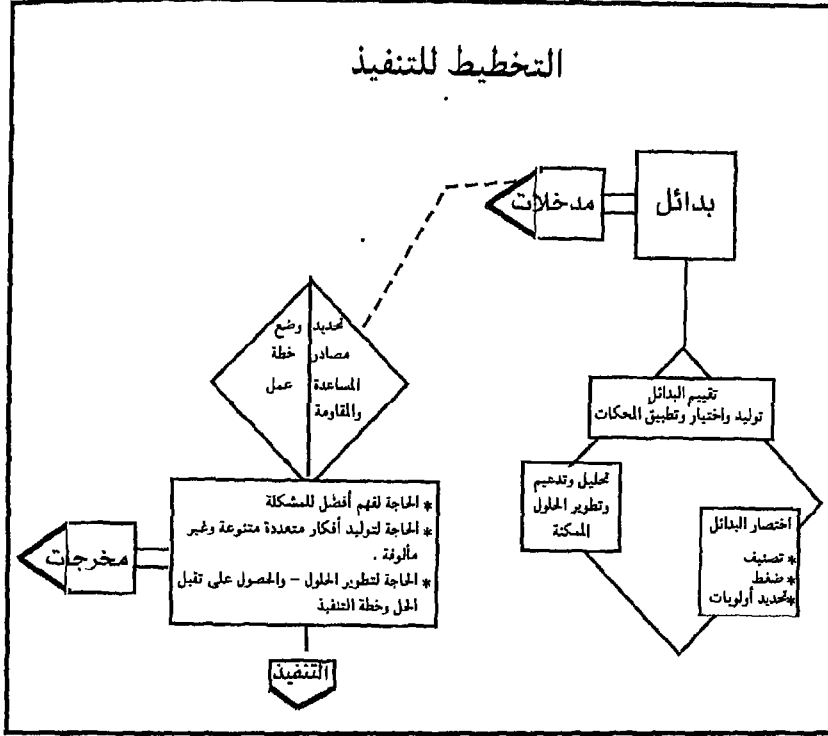 التخطيط للتنفيذ
بدائل
مدخلات
تحديد
مصادر
المساعدة
والمقاومة
وضع
خطة
عمل
تقييم البدائل
توليد واختيار وتطبيق المحكات
تحليل وتدعيم
وتطوير الحلول
الممكنة
اختصار البدائل
* تصنيف
* ضغط
* تحديد أولويات
* الحاجة لفهم أفضل للمشكلة
* الحاجة لتوليد أفكار متعددة متنوعة وغير
مألوفة .
* الحاجة لتطوير الحلول – والحصول على تقبل
الحل وخطة التنفيذ
مخرجات
التنفيذ